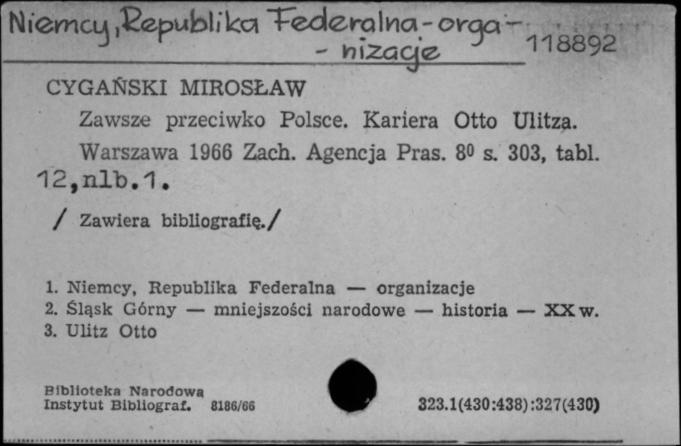 Niemcy, Republika Federalna-orga-
- nizacje
118892
CYGAŃSKI MIROSŁAW
Zawsze przeciwko Polsce. Kariera Otto Ulitza.
Warszawa 1966 Zach. Agencja Pras. 8⁰ s. 303, tabl.
12,nlb.1.
/ Zawiera bibliografię./
1. Niemcy, Republika Federalna — organizacje
2. Śląsk Górny — mniejszości narodowe — historia — XX w.
3. Ulitz Otto
Biblioteka Narodowa
Instytut Bibliograf. 8186/66
323.1(430:438):327(430)